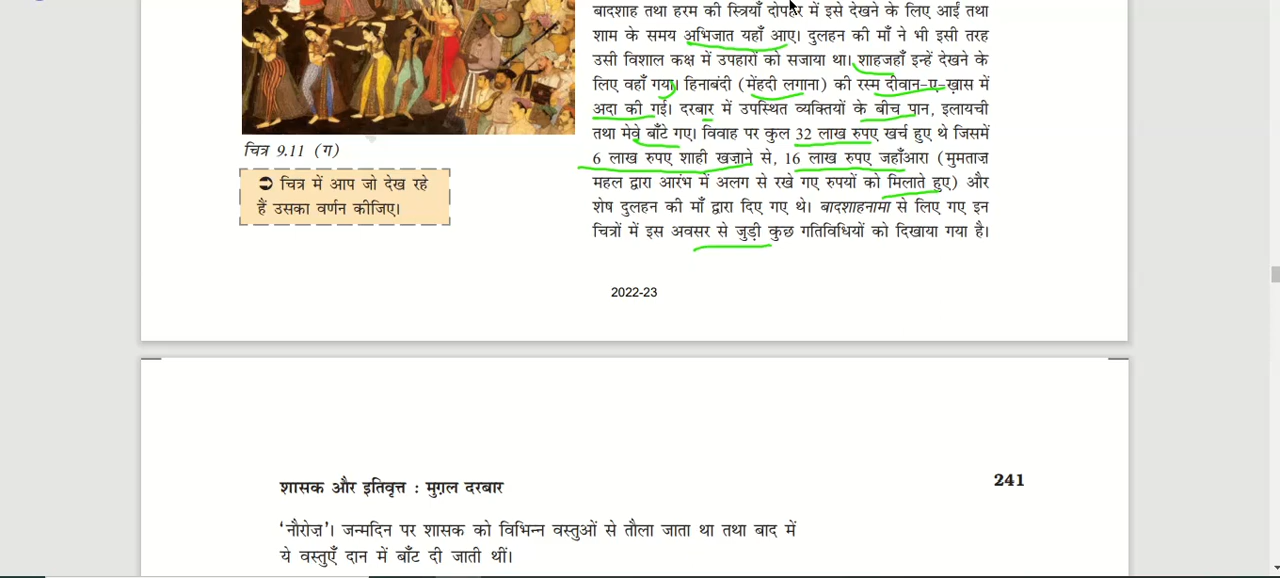 बादशाह तथा हरम की स्त्रियाँ दोपहर में इसे देखने के लिए आईं तथा
शाम के समय अभिजात यहाँ आए। दुलहन की माँ ने भी इसी तरह
उसी विशाल कक्ष में उपहारों को सजाया था। शाहजहाँ इन्हें देखने के
लिए वहाँ गया। हिनाबंदी (मेंहदी लगाना) की रस्म दीवान-ए-ख़ास में
अदा की गई। दरबार में उपस्थित व्यक्तियों के बीच पान, इलायची
तथा मेवे बाँटे गए। विवाह पर कुल 32 लाख रुपए खर्च हुए थे जिसमें
6 लाख रुपए शाही खज़ाने से, 16 लाख रुपए जहाँआरा (मुमताज़
महल द्वारा आरंभ में अलग से रखे गए रुपयों को मिलाते हुए) और
शेष दुलहन की माँ द्वारा दिए गए थे। बादशाहनामा से लिए गए इन
चित्रों में इस अवसर से जुड़ी कुछ गतिविधियों को दिखाया गया है।
चित्र 9.11 (ग)
➲ चित्र में आप जो देख रहे
हैं उसका वर्णन कीजिए।
2022-23
शासक और इतिवृत्त : मुग़ल दरबार
241
‘नौरोज़’। जन्मदिन पर शासक को विभिन्न वस्तुओं से तौला जाता था तथा बाद में
ये वस्तुएँ दान में बाँट दी जाती थीं।